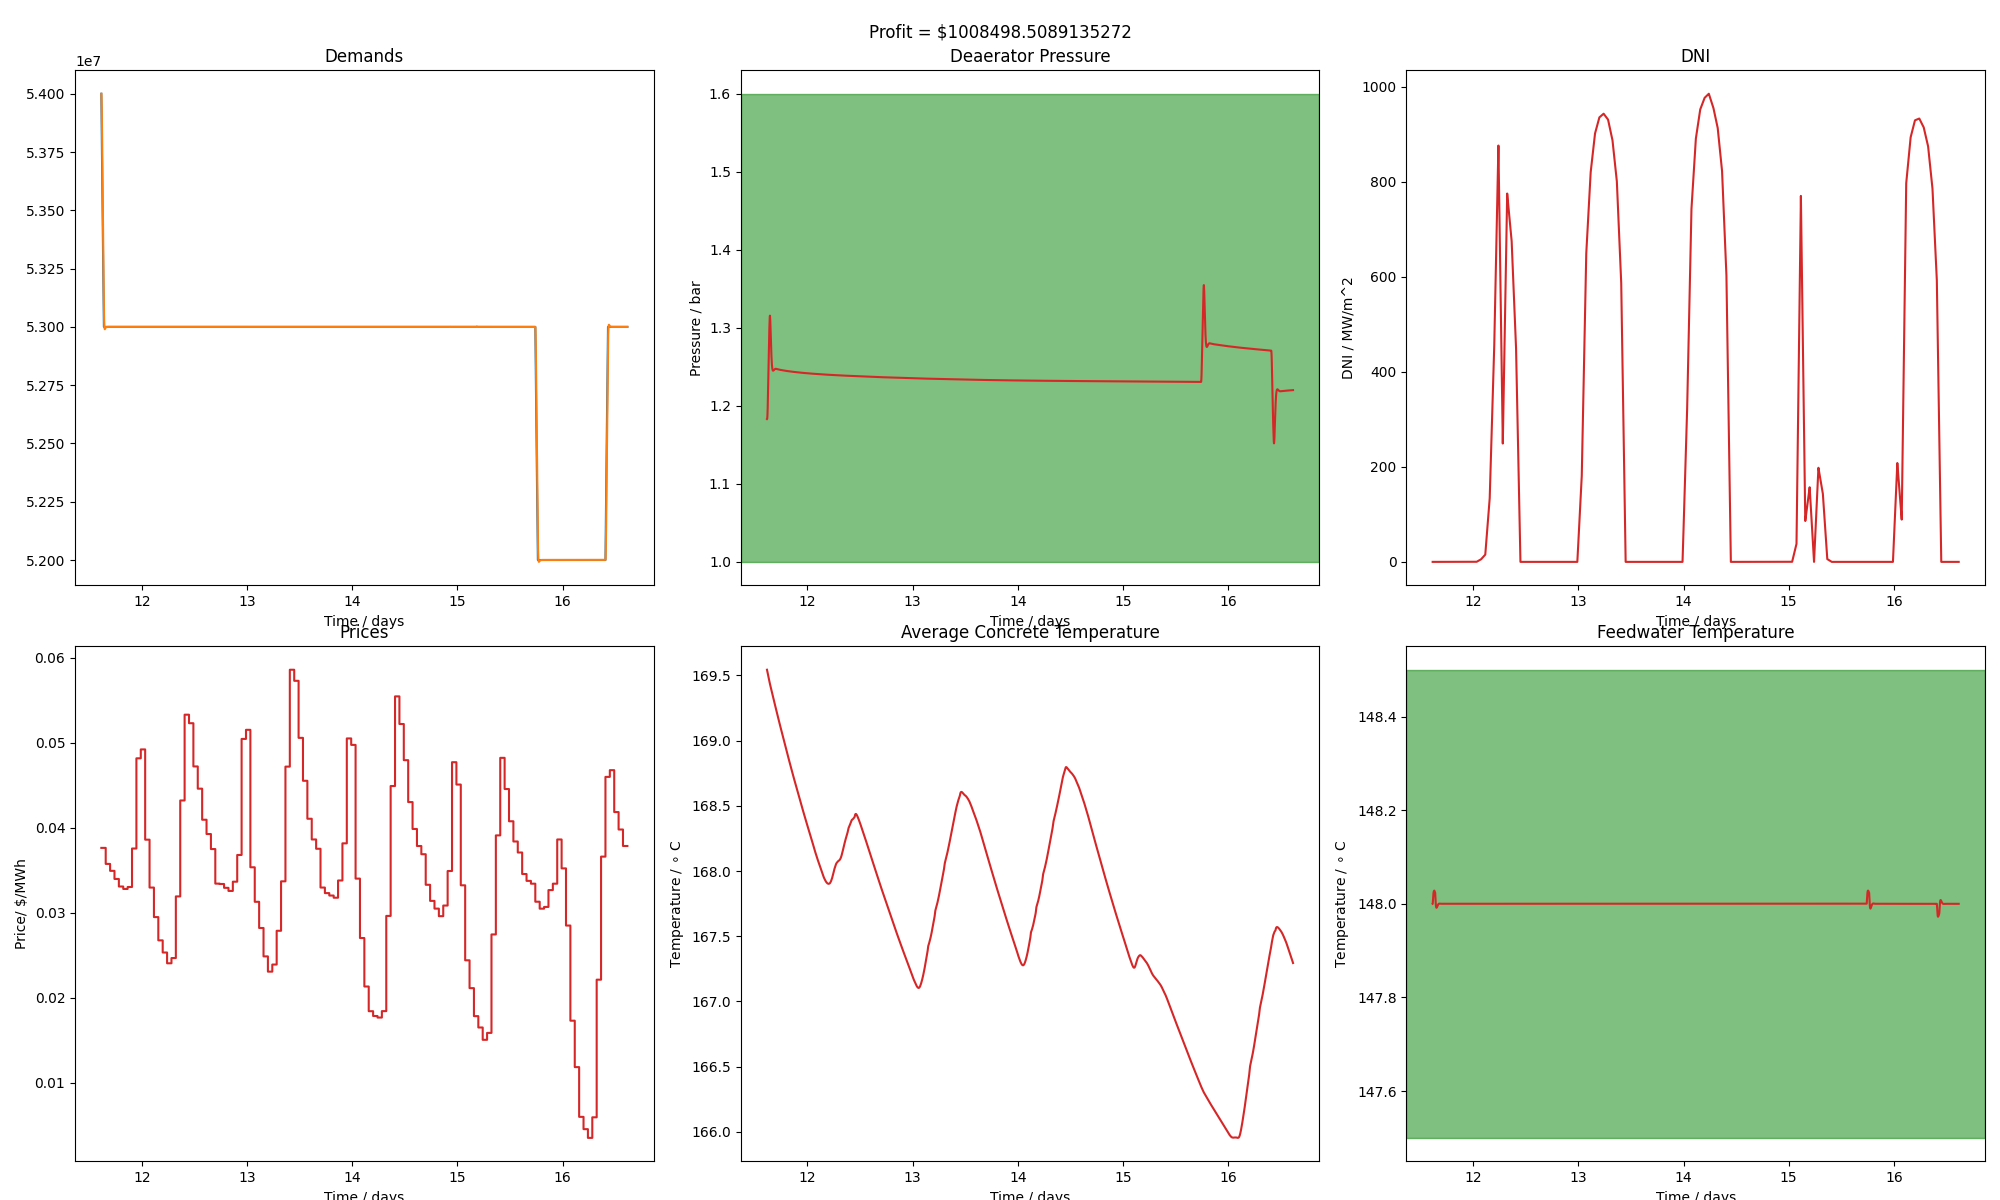 Profit = $1008498.5089135272
Demands
1e7
5.400
5.375
5.350
5.325
5.300
5.275
5.250
5.225
5.200
12 13 14 15 16
Time / days
Deaerator Pressure
Pressure / bar
1.6
1.5
1.4
1.3
1.2
1.1
1.0
12 13 14 15 16
Time / days
DNI
DNI / MW/m^2
1000
800
600
400
200
0
12 13 14 15 16
Time / days
Prices
Price/ $/MWh
0.06
0.05
0.04
0.03
0.02
0.01
12 13 14 15 16
Time / days
Average Concrete Temperature
Temperature / ∘ C
169.5
169.0
168.5
168.0
167.5
167.0
166.5
166.0
12 13 14 15 16
Time / days
Feedwater Temperature
Temperature / ∘ C
148.4
148.2
148.0
147.8
147.6
12 13 14 15 16
Time / days